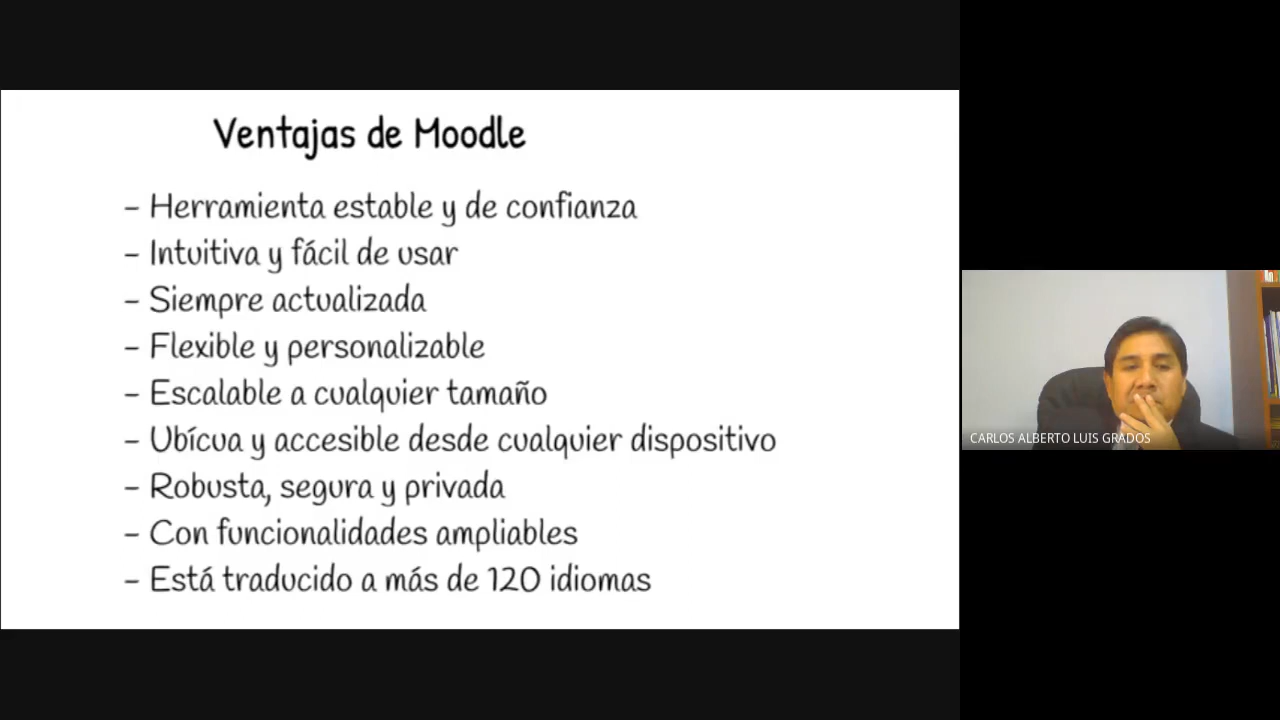 Ventajas de Moodle
- Herramienta estable y de confianza
- Intuitiva y fácil de usar
- Siempre actualizada
- Flexible y personalizable
- Escalable a cualquier tamaño
- Ubícua y accesible desde cualquier dispositivo
- Robusta, segura y privada
- Con funcionalidades ampliables
- Está traducido a más de 120 idiomas
CARLOS ALBERTO LUIS GRADOS